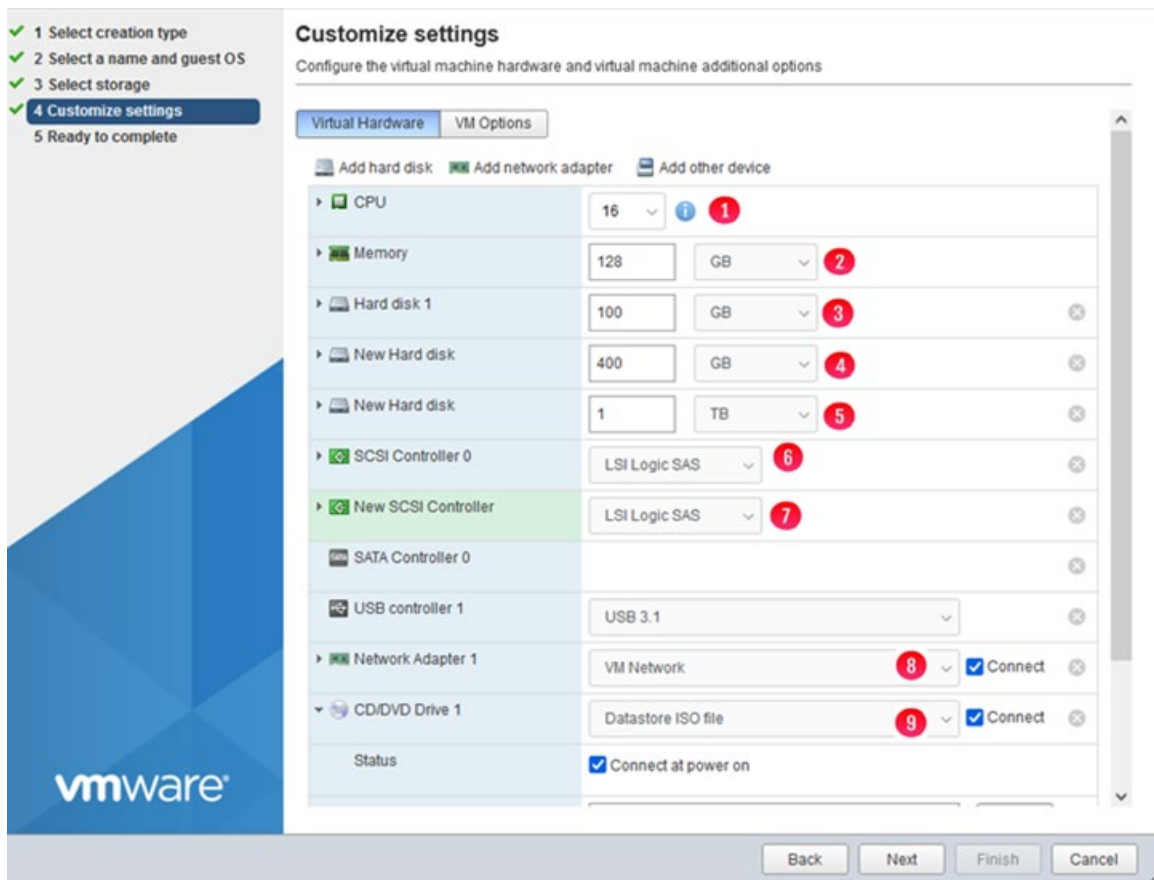 1 Select creation type
2 Select a name and guest OS
3 Select storage
4 Customize settings
5 Ready to complete
Customize settings
Configure the virtual machine hardware and virtual machine additional options
Virtual Hardware VM Options
Add hard disk Add network adapter Add other device
CPU 16 1
Memory 128 GB 2
Hard disk 1 100 GB 3
New Hard disk 400 GB 4
New Hard disk 1 TB 5
SCSI Controller 0 LSI Logic SAS 6
New SCSI Controller LSI Logic SAS 7
SATA Controller 0
USB controller 1 USB 3.1
Network Adapter 1 VM Network 8 Connect
CD/DVD Drive 1 Datastore ISO file 9 Connect
Status Connect at power on
vmware
Back Next Finish Cancel